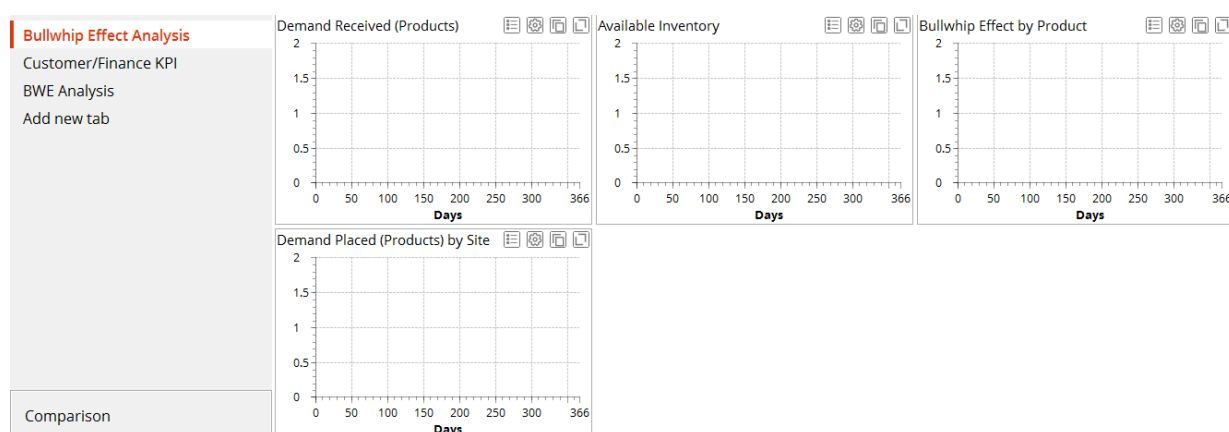 Bullwhip Effect Analysis
Customer/Finance KPI
BWE Analysis
Add new tab
Comparison
Demand Received (Products)
2
1.5
1
0.5
0
0 50 100 150 200 250 300 366
Days
Available Inventory
2
1.5
1
0.5
0
0 50 100 150 200 250 300 366
Days
Bullwhip Effect by Product
2
1.5
1
0.5
0
0 50 100 150 200 250 300 366
Days
Demand Placed (Products) by Site
2
1.5
1
0.5
0
0 50 100 150 200 250 300 366
Days